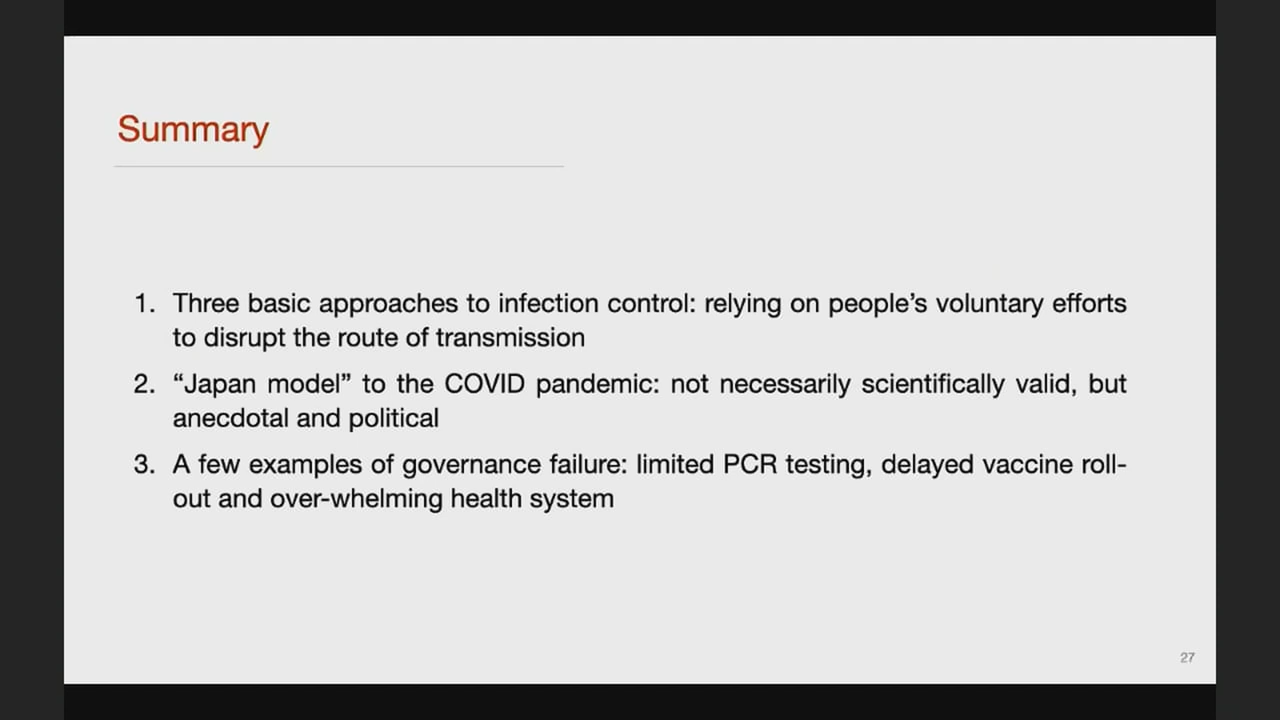 Summary
1. Three basic approaches to infection control: relying on people’s voluntary efforts
to disrupt the route of transmission
2. “Japan model” to the COVID pandemic: not necessarily scientifically valid, but
anecdotal and political
3. A few examples of governance failure: limited PCR testing, delayed vaccine roll-
out and over-whelming health system
27